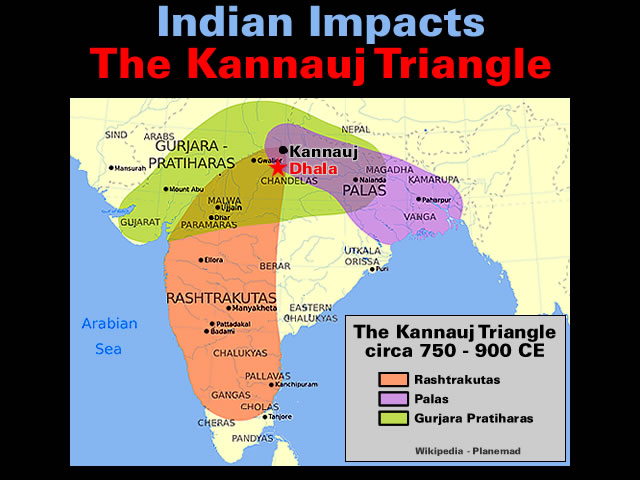 Indian Impacts
The Kannauj Triangle
SIND
ARABS
NEPAL
GURJARA -
PRATIHARAS
Kannauj
Mansurah
Gwalior
Dhala
MAGADHA
CHANDELAS
Nalanda
KAMARUPA
Mount Abu
PALAS
MALWA
Ujjain
Paharpur
GUJARAT
Dhar
VANGA
PARAMARAS
UTKALA
ORISSA
Ellora
BERAR
Puri
RASHTRAKUTAS
Manyakheta
EASTERN
CHALUKYAS
Arabian
Sea
Pattadakal
Badami
CHALUKYAS
PALLAVAS
Kanchipuram
GANGAS
CHOLAS
Tanjore
CHERAS
PANDYAS
The Kannauj Triangle
circa 750 - 900 CE
Rashtrakutas
Palas
Gurjara Pratiharas
Wikipedia - Planemad